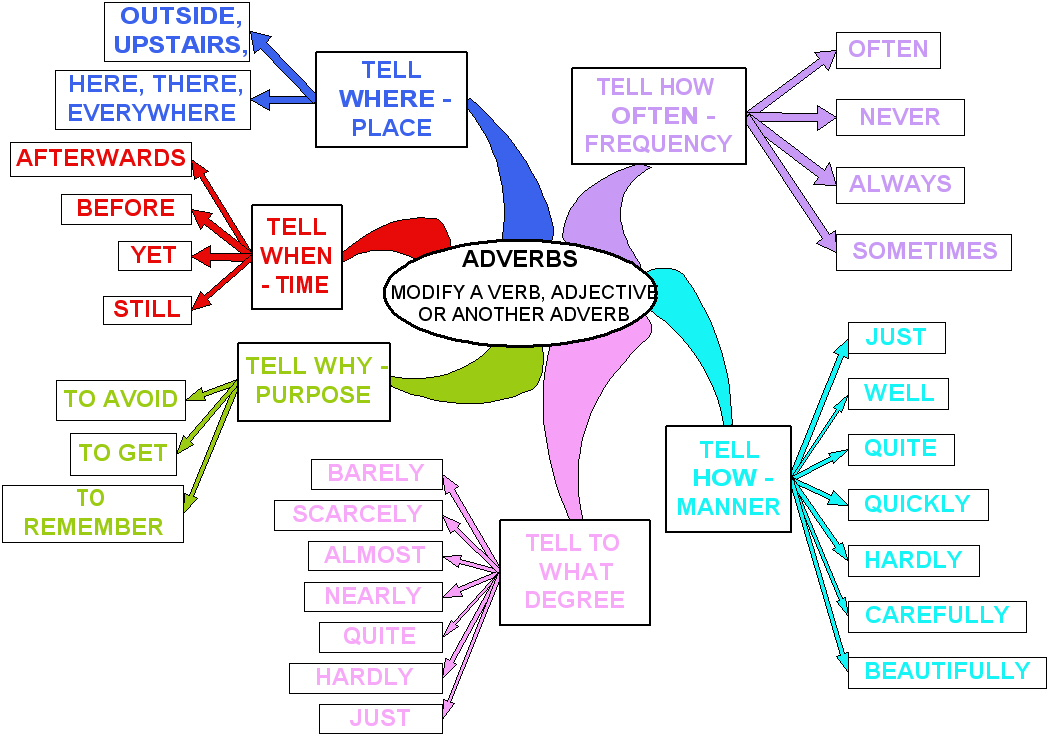 ADVERBS
MODIFY A VERB, ADJECTIVE
OR ANOTHER ADVERB
TELL
WHERE -
PLACE
OUTSIDE,
UPSTAIRS,
HERE, THERE,
EVERYWHERE
TELL HOW
OFTEN -
FREQUENCY
OFTEN
NEVER
ALWAYS
SOMETIMES
TELL
WHEN
- TIME
AFTERWARDS
BEFORE
YET
STILL
TELL WHY -
PURPOSE
TO AVOID
TO GET
TO
REMEMBER
TELL TO
WHAT
DEGREE
BARELY
SCARCELY
ALMOST
NEARLY
QUITE
HARDLY
JUST
TELL
HOW -
MANNER
JUST
WELL
QUITE
QUICKLY
HARDLY
CAREFULLY
BEAUTIFULLY